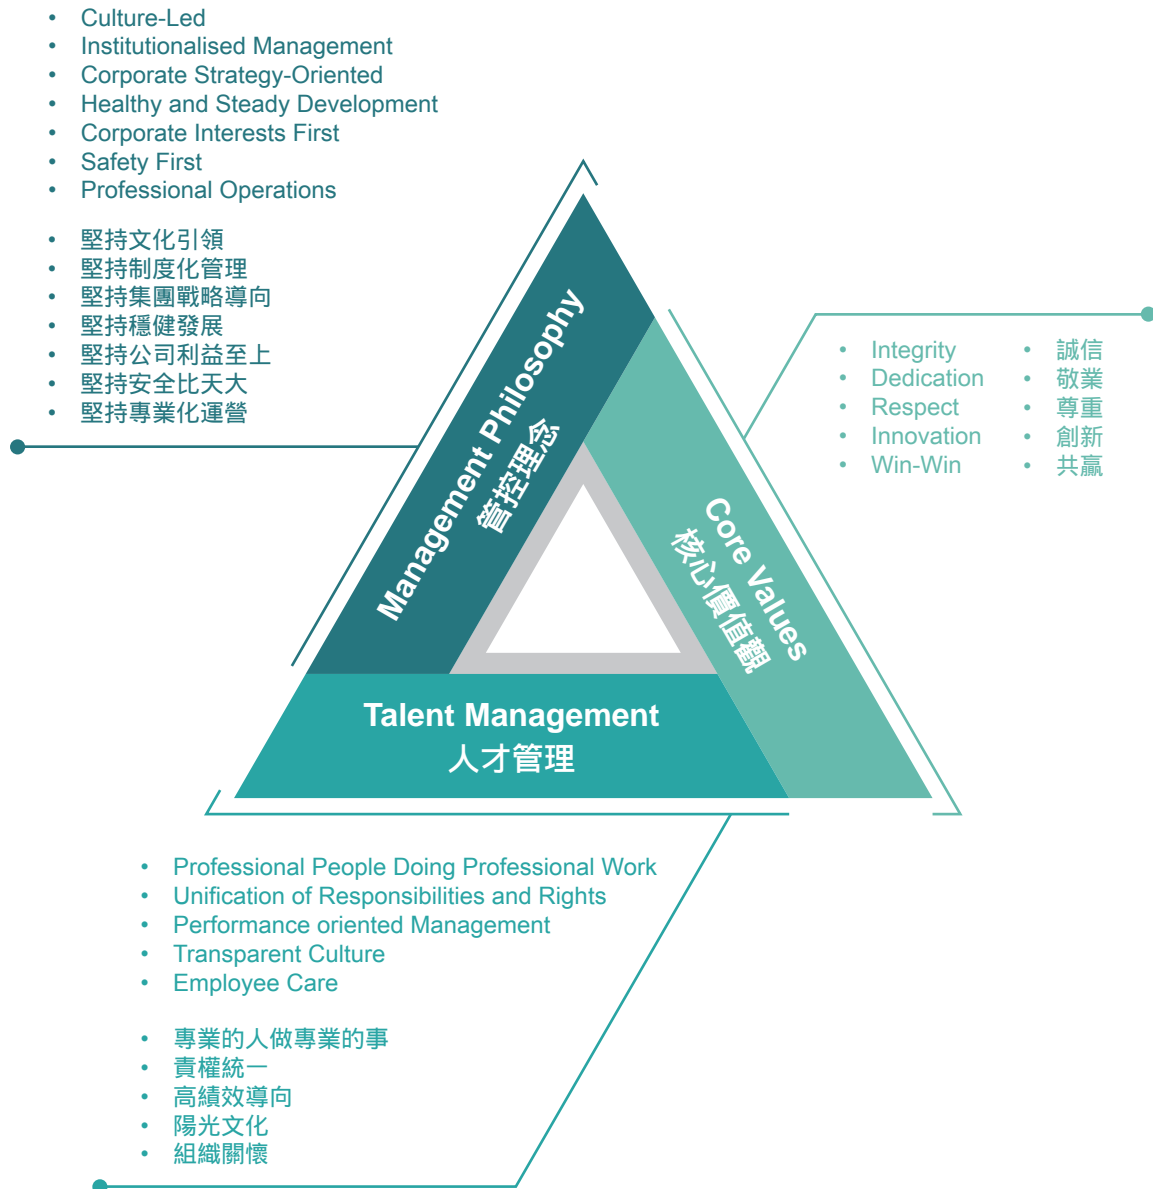 • Culture-Led
• Institutionalised Management
• Corporate Strategy-Oriented
• Healthy and Steady Development
• Corporate Interests First
• Safety First
• Professional Operations
• 堅持文化引領
• 堅持制度化管理
• 堅持集團戰略導向
• 堅持穩健發展
• 堅持公司利益至上
• 堅持安全比天大
• 堅持專業化運營
Management Philosophy
管控理念
• Integrity
• Dedication
• Respect
• Innovation
• Win-Win
• 誠信
• 敬業
• 尊重
• 創新
• 共贏
Core Values
核心價值觀
Talent Management
人才管理
• Professional People Doing Professional Work
• Unification of Responsibilities and Rights
• Performance oriented Management
• Transparent Culture
• Employee Care
• 專業的人做專業的事
• 責權統一
• 高績效導向
• 陽光文化
• 組織關懷